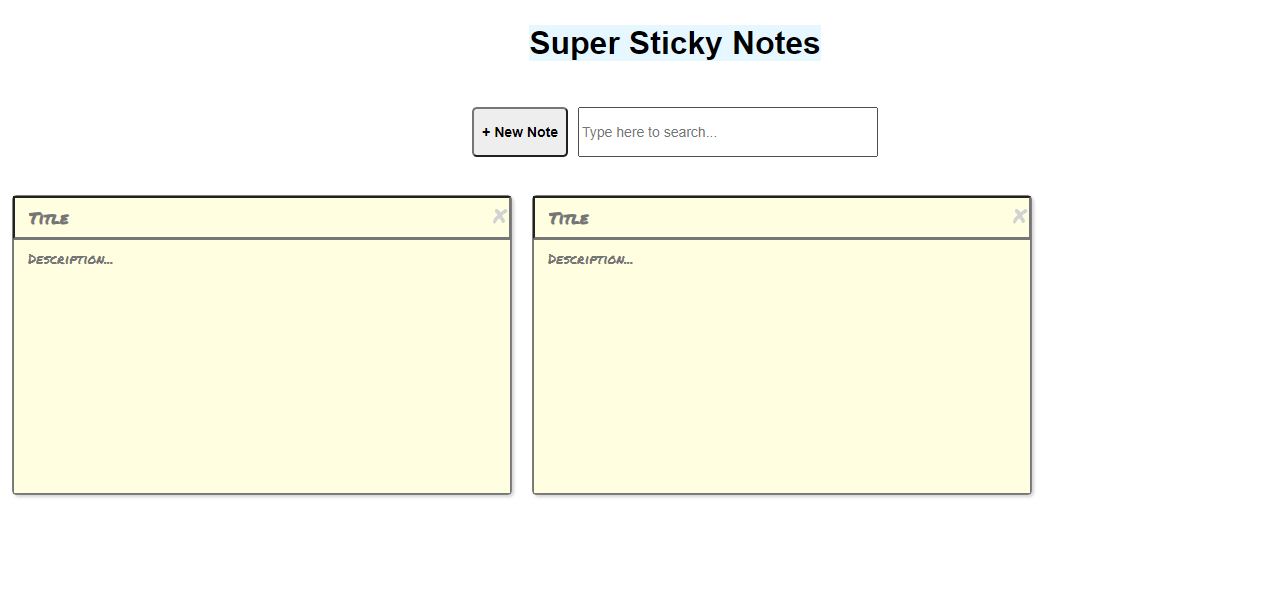 Super Sticky Notes
+ New Note Type here to search...
Title x Title x
Description... Description...